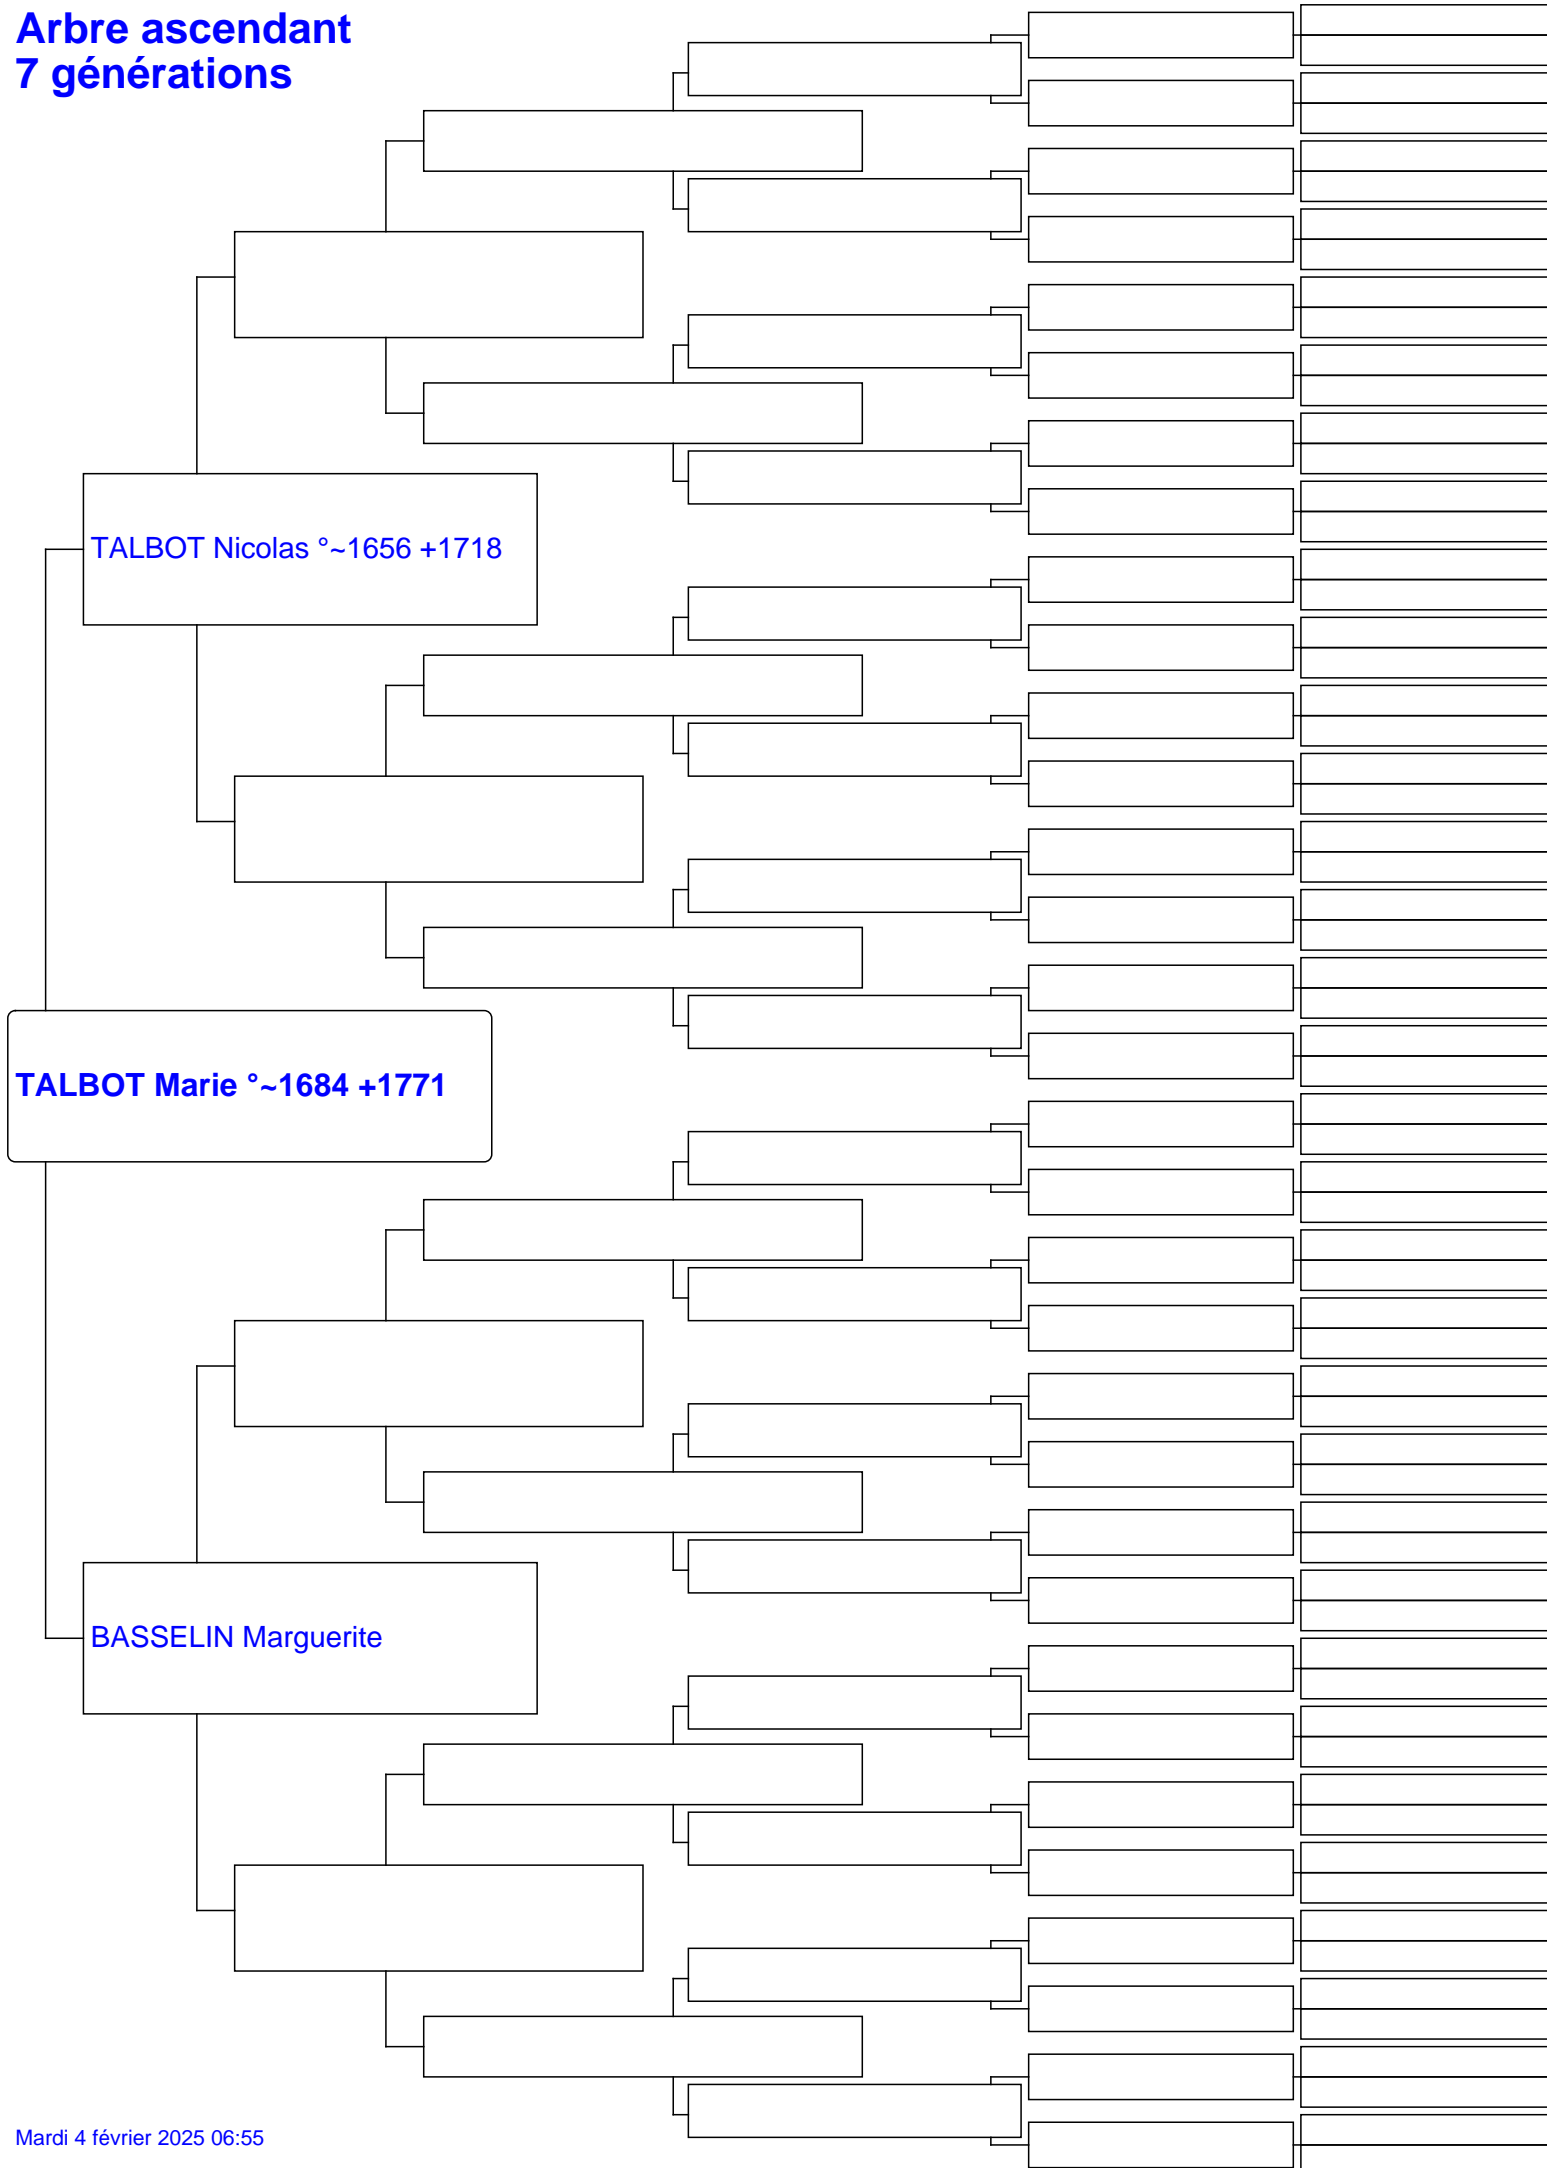 Arbre ascendant
7 générations
TALBOT Nicolas °~1656 +1718
TALBOT Marie °~1684 +1771
BASSELIN Marguerite
Mardi 4 février 2025 06:55